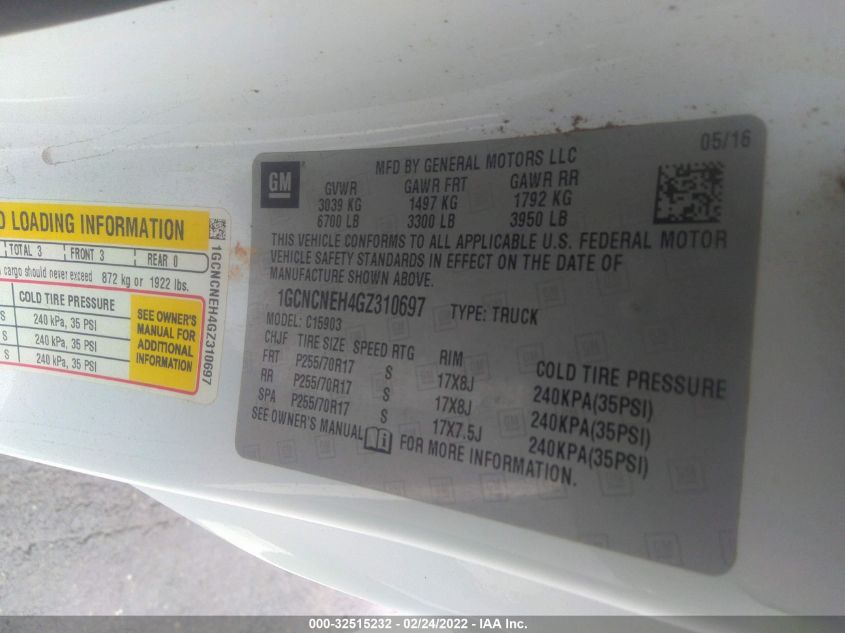 D LOADING INFORMATION
TOTAL 3 FRONT 3 REAR 0
cargo should never exceed 872 kg or 1922 lbs.
COLD TIRE PRESSURE
S 240 kPa, 35 PSI
S 240 kPa, 35 PSI
S 240 kPa, 35 PSI
SEE OWNER'S
MANUAL FOR
ADDITIONAL
INFORMATION
1GCNCNEH4GZ310697
05/16
GM
MFD BY GENERAL MOTORS LLC
GVWR GAWR FRT GAWR RR
3039 KG 1497 KG 1792 KG
6700 LB 3300 LB 3950 LB
THIS VEHICLE CONFORMS TO ALL APPLICABLE U.S. FEDERAL MOTOR
VEHICLE SAFETY STANDARDS IN EFFECT ON THE DATE OF
MANUFACTURE SHOWN ABOVE.
1GCNCNEH4GZ310697 TYPE: TRUCK
MODEL: C15903
CHJF TIRE SIZE SPEED RTG RIM COLD TIRE PRESSURE
FRT P255/70R17 S 17X8J 240KPA(35PSI)
RR P255/70R17 S 17X8J 240KPA(35PSI)
SPA P255/70R17 S 17X7.5J 240KPA(35PSI)
SEE OWNER'S MANUAL FOR MORE INFORMATION.
000-32515232 - 02/24/2022 - IAA Inc.